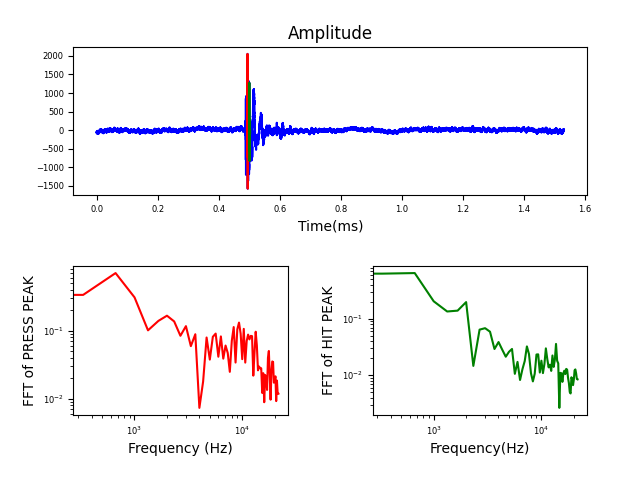 Amplitude
2000
1500
1000
500
0
−500
−1000
−1500
0.0 0.2 0.4 0.6 0.8 1.0 1.2 1.4 1.6
Time(ms)
FFT of PRESS PEAK
10⁻¹
10⁻²
10³ 10⁴
Frequency (Hz)
FFT of HIT PEAK
10⁻¹
10⁻²
10³ 10⁴
Frequency(Hz)